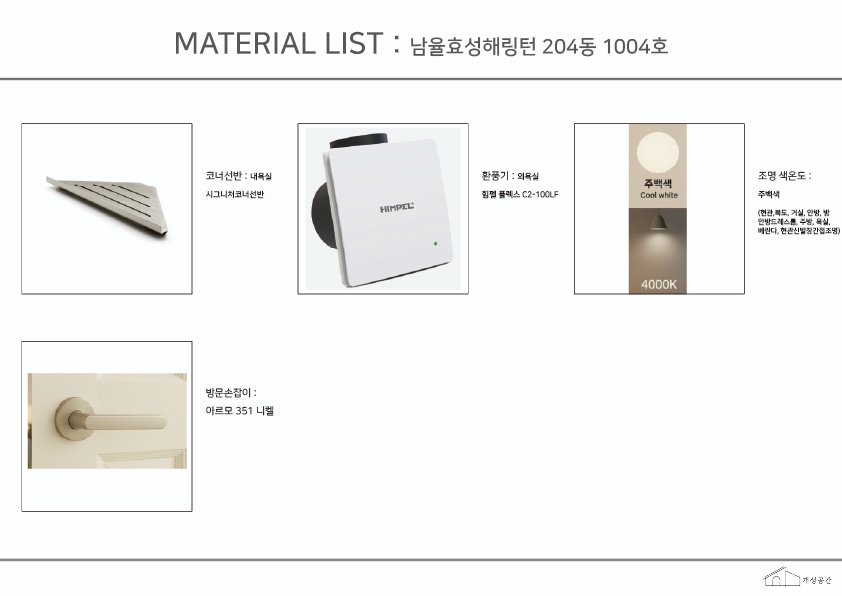 MATERIAL LIST : 남율효성해링턴 204동 1004호
코너선반 : 내욕실
시그니처코너선반
HIMPEL
환풍기 : 외욕실
힘펠 플렉스 C2-100LF
주백색
Cool white
4000K
조명 색온도 :
주백색
(현관,복도, 거실, 안방, 방
안방드레스룸, 주방, 욕실,
베란다, 현관신발장간접조명)
방문손잡이 :
아르모 351 니켈
개성공간